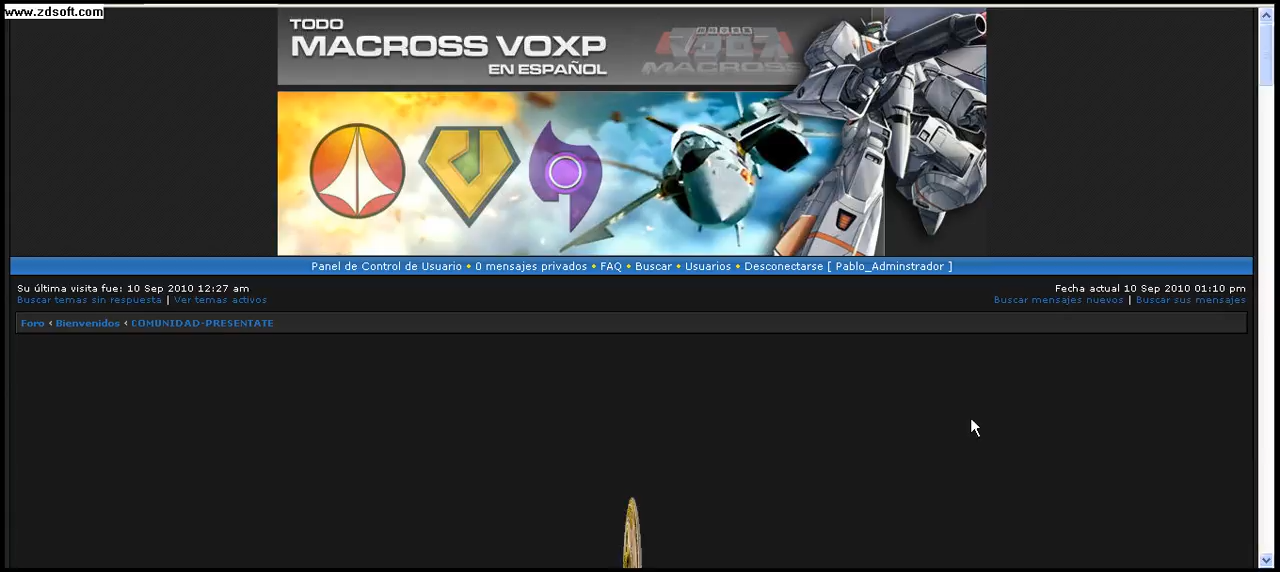 www.zdsoft.com
TODO
MACROSS VOXP
EN ESPAÑOL
MACROSS
Panel de Control de Usuario • 0 mensajes privados • FAQ • Buscar • Usuarios • Desconectarse [ Pablo_Adminstrador ]
Su última visita fue: 10 Sep 2010 12:27 am
Fecha actual 10 Sep 2010 01:10 pm
Buscar temas sin respuesta | Ver temas activos
Buscar mensajes nuevos | Buscar sus mensajes
Foro ‹ Bienvenidos ‹ COMUNIDAD-PRESENTATE